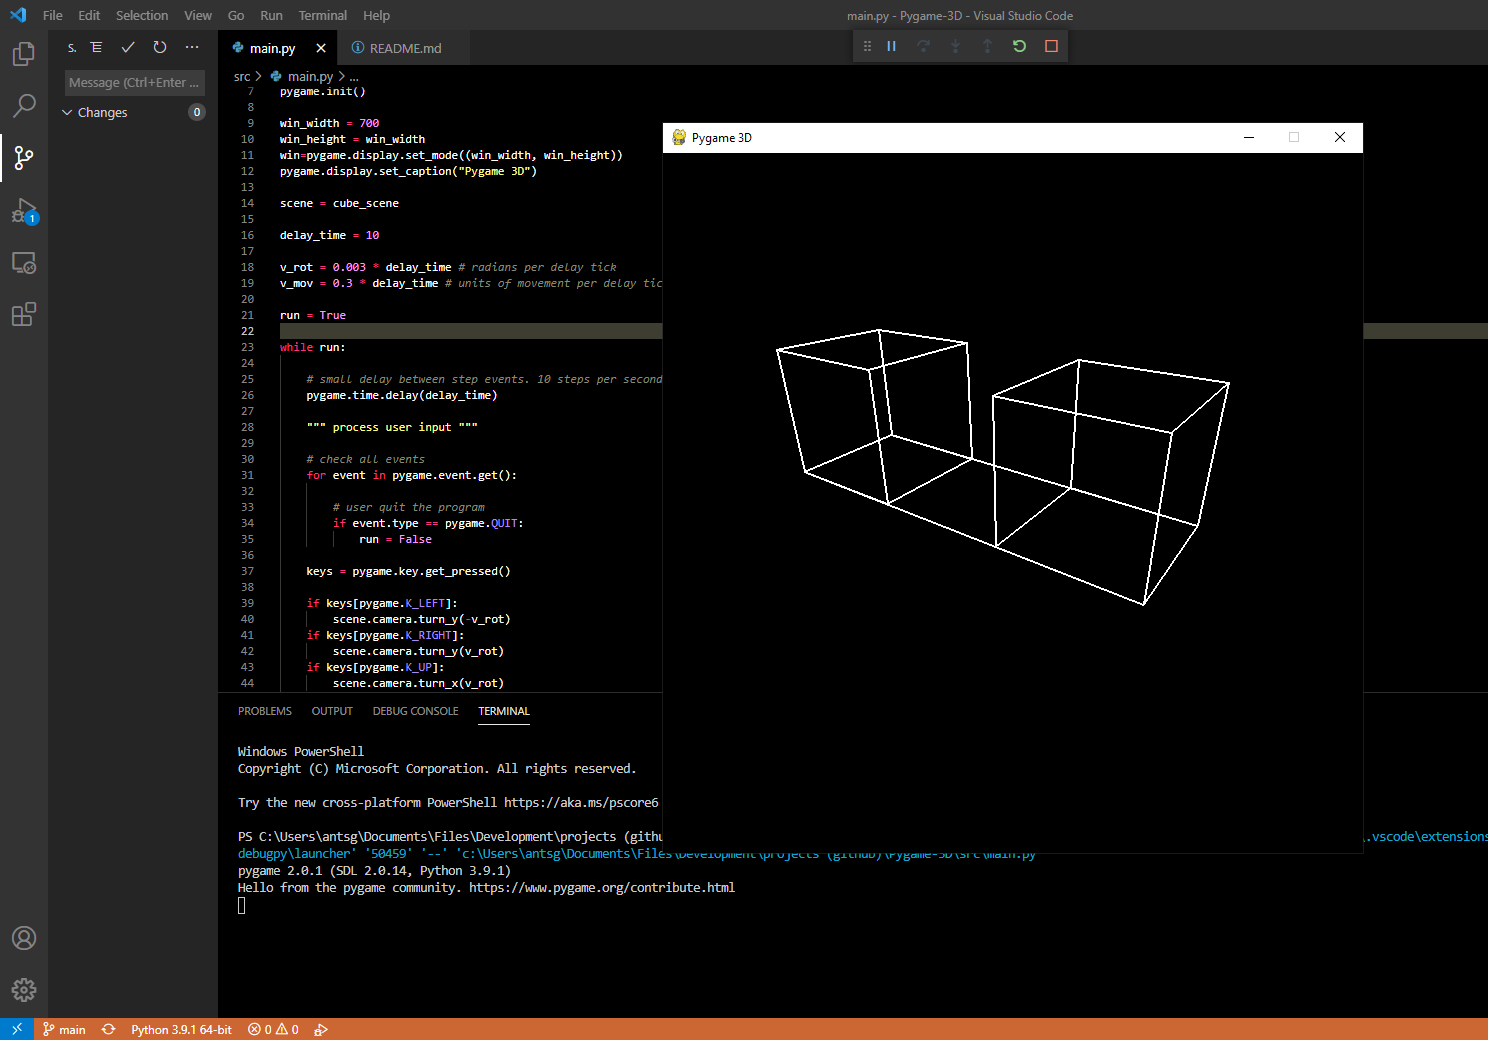 File Edit Selection View Go Run Terminal Help
main.py - Pygame-3D - Visual Studio Code
S.
main.py
README.md
Message (Ctrl+Enter ...
Changes 0
1
src > main.py > ...
7 pygame.init()
8
9 win_width = 700
10 win_height = win_width
11 win=pygame.display.set_mode((win_width, win_height))
12 pygame.display.set_caption("Pygame 3D")
13
14 scene = cube_scene
15
16 delay_time = 10
17
18 v_rot = 0.003 * delay_time # radians per delay tick
19 v_mov = 0.3 * delay_time # units of movement per delay tic
20
21 run = True
22
23 while run:
24
25 # small delay between step events. 10 steps per second
26 pygame.time.delay(delay_time)
27
28 """ process user input """
29
30 # check all events
31 for event in pygame.event.get():
32
33 # user quit the program
34 if event.type == pygame.QUIT:
35 run = False
36
37 keys = pygame.key.get_pressed()
38
39 if keys[pygame.K_LEFT]:
40 scene.camera.turn_y(-v_rot)
41 if keys[pygame.K_RIGHT]:
42 scene.camera.turn_y(v_rot)
43 if keys[pygame.K_UP]:
44 scene.camera.turn_x(v_rot)
Pygame 3D
PROBLEMS OUTPUT DEBUG CONSOLE TERMINAL
Windows PowerShell
Copyright (C) Microsoft Corporation. All rights reserved.
Try the new cross-platform PowerShell https://aka.ms/pscore6
PS C:\Users\antsg\Documents\Files\Development\projects (githu .vscode\extensions
debugpy\launcher' '50459' '--' 'c:\Users\antsg\Documents\Files\Development\projects (github)\Pygame-3D\src\main.py
pygame 2.0.1 (SDL 2.0.14, Python 3.9.1)
Hello from the pygame community. https://www.pygame.org/contribute.html
main Python 3.9.1 64-bit 0 0